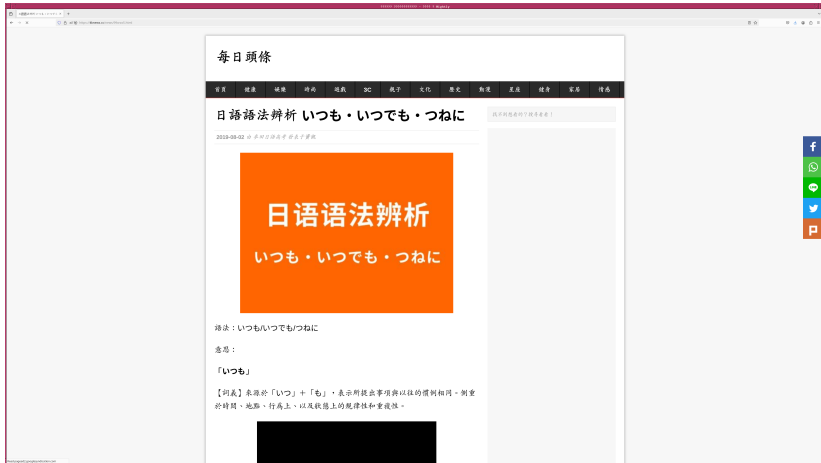 每日頭條
首頁 健康 娛樂 時尚 遊戲 3C 親子 文化 歷史 動漫 星座 健身 家居 情感
日語語法辨析 いつも・いつでも・つねに
2019-08-02
日语语法辨析
いつも・いつでも・つねに
語法：いつも/いつでも/つねに
意思：
「いつも」
【詞義】來源於「いつ」＋「も」，表示所提出事項與以往的慣例相同。側重
於時間、地點、行為上、以及狀態上的規律性和重複性。